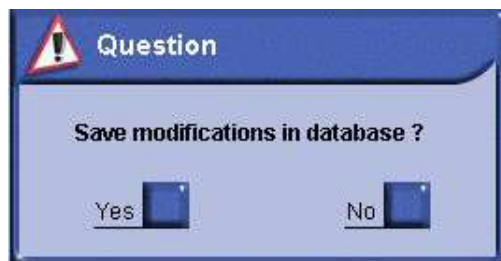 Question
Save modifications in database ?
Yes No